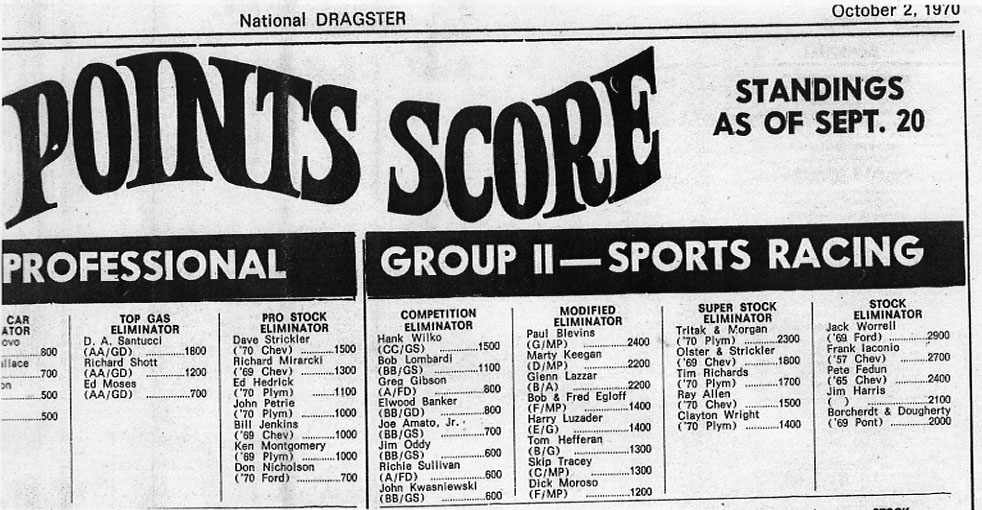 National DRAGSTER
October 2, 1970
POINTS SCORE
STANDINGS
AS OF SEPT. 20
PROFESSIONAL
GROUP II—SPORTS RACING
CAR
ATOR
ovo
..........800
llace
..........700
on
..........500
..........500
TOP GAS
ELIMINATOR
D. A. Santucci
(AA/GD) ..........1800
Richard Shott
(AA/GD) ..........1200
Ed Moses
(AA/GD) ..........700
PRO STOCK
ELIMINATOR
Dave Strickler
('70 Chev) ..........1500
Richard Mirarcki
('69 Chev) ..........1300
Ed Hedrick
('70 Plym) ..........1100
John Petrie
('70 Plym) ..........1000
Bill Jenkins
('69 Chev) ..........1000
Ken Montgomery
('69 Plym) ..........1000
Don Nicholson
('70 Ford) ..........700
COMPETITION
ELIMINATOR
Hank Wilko
(CC/GS) ..........1500
Bob Lombardi
(BB/GS) ..........1100
Greg Gibson
(A/FD) ..........800
Elwood Banker
(BB/GD) ..........800
Joe Amato, Jr.
(BB/GS) ..........700
Jim Oddy
(BB/GS) ..........600
Richie Sullivan
(A/FD) ..........600
John Kwasniewski
(BB/GS) ..........600
MODIFIED
ELIMINATOR
Paul Blevins
(G/MP) ..........2400
Marty Keegan
(D/MP) ..........2200
Glenn Lazzar
(B/A) ..........2200
Bob & Fred Egloff
(F/MP) ..........1400
Harry Luzader
(E/G) ..........1400
Tom Hefferan
(B/G) ..........1300
Skip Tracey
(C/MP) ..........1300
Dick Moroso
(F/MP) ..........1200
SUPER STOCK
ELIMINATOR
Tritak & Morgan
('70 Plym) ..........2300
Olster & Strickler
('69 Chev) ..........1800
Tim Richards
('70 Plym) ..........1700
Ray Allen
('70 Chev) ..........1500
Clayton Wright
('70 Plym) ..........1400
STOCK
ELIMINATOR
Jack Worrell
('69 Ford) ..........2900
Frank Iaconio
('57 Chev) ..........2700
Pete Fedun
('65 Chev) ..........2400
Jim Harris
( ) ..........2100
Borcherdt & Dougherty
('69 Pont) ..........2000
STOCK